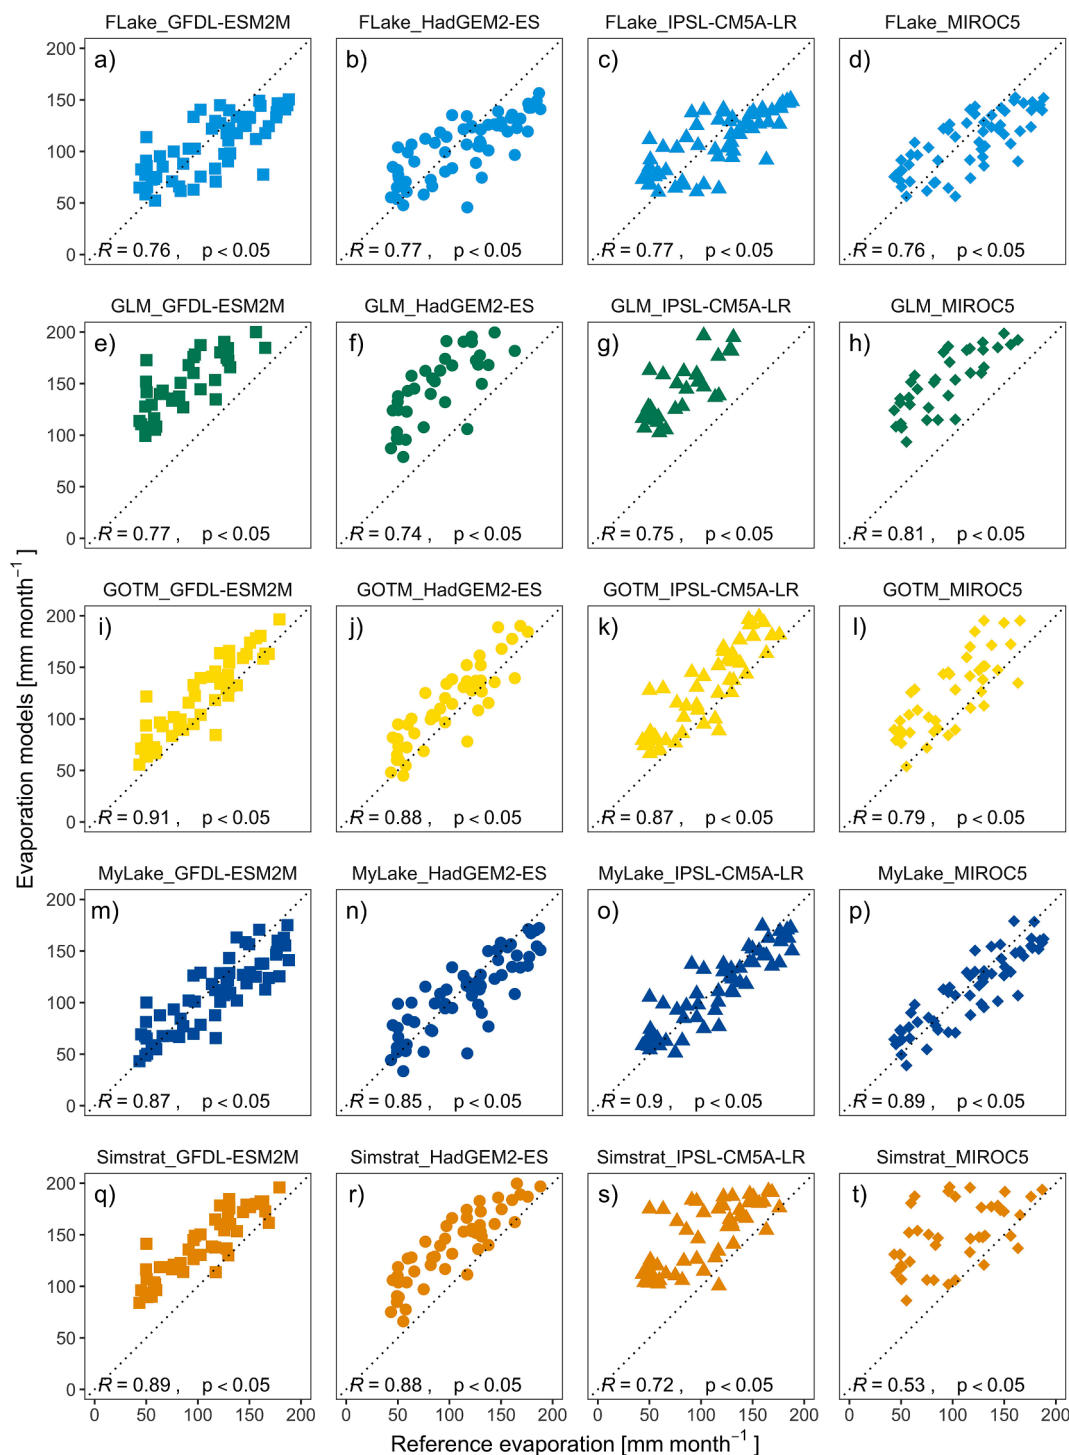 FLake_GFDL-ESM2M FLake_HadGEM2-ES FLake_IPSL-CM5A-LR FLake_MIROC5
a) b) c) d)
200
150
100
50
0
R = 0.76 , p < 0.05 R = 0.77 , p < 0.05 R = 0.77 , p < 0.05 R = 0.76 , p < 0.05
GLM_GFDL-ESM2M GLM_HadGEM2-ES GLM_IPSL-CM5A-LR GLM_MIROC5
e) f) g) h)
200
150
100
50
0
R = 0.77 , p < 0.05 R = 0.74 , p < 0.05 R = 0.75 , p < 0.05 R = 0.81 , p < 0.05
GOTM_GFDL-ESM2M GOTM_HadGEM2-ES GOTM_IPSL-CM5A-LR GOTM_MIROC5
i) j) k) l)
200
150
100
50
0
R = 0.91 , p < 0.05 R = 0.88 , p < 0.05 R = 0.87 , p < 0.05 R = 0.79 , p < 0.05
Evaporation models [mm month⁻¹ ]
MyLake_GFDL-ESM2M MyLake_HadGEM2-ES MyLake_IPSL-CM5A-LR MyLake_MIROC5
m) n) o) p)
200
150
100
50
0
R = 0.87 , p < 0.05 R = 0.85 , p < 0.05 R = 0.9 , p < 0.05 R = 0.89 , p < 0.05
Simstrat_GFDL-ESM2M Simstrat_HadGEM2-ES Simstrat_IPSL-CM5A-LR Simstrat_MIROC5
q) r) s) t)
200
150
100
50
0
R = 0.89 , p < 0.05 R = 0.88 , p < 0.05 R = 0.72 , p < 0.05 R = 0.53 , p < 0.05
0 50 100 150 200 0 50 100 150 200 0 50 100 150 200 0 50 100 150 200
Reference evaporation [mm month⁻¹ ]